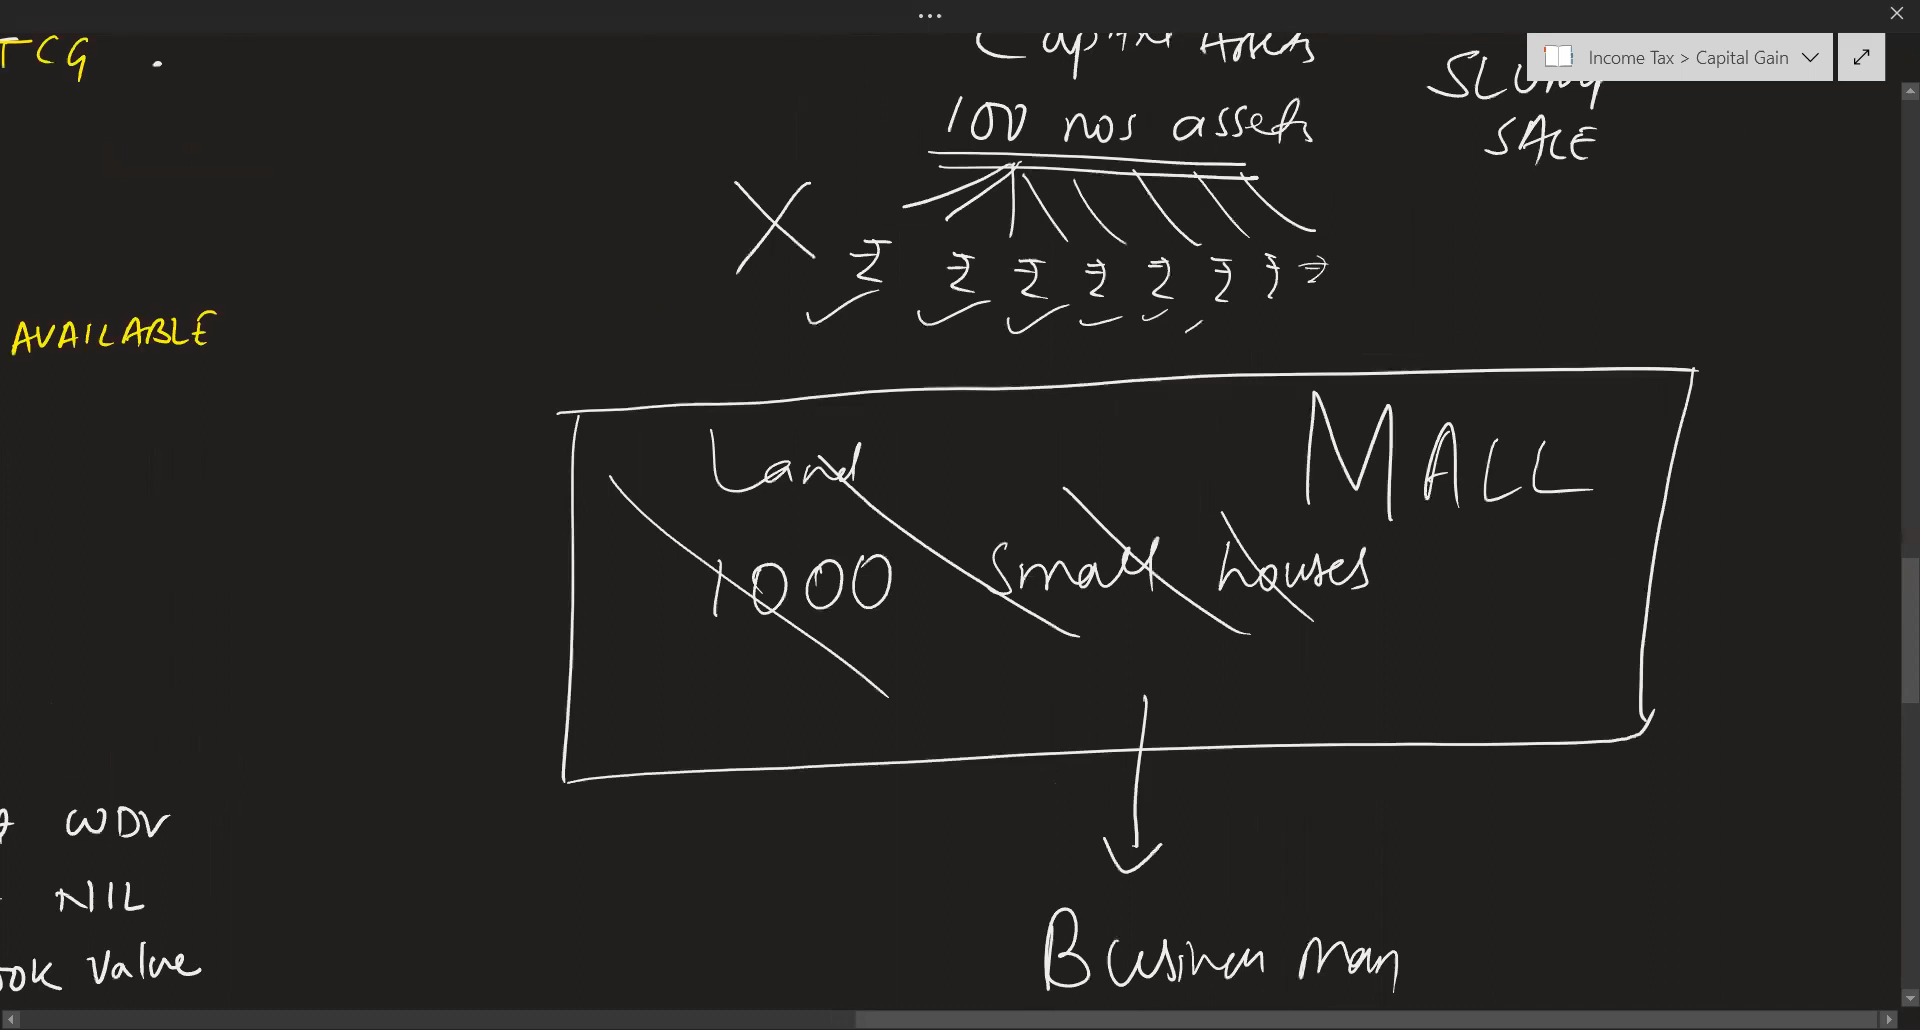 Income Tax > Capital Gain
TCG .
Capital Assets
SLUMP
SALE
100 nos assets
X ₹ ₹ ₹ ₹ ₹ ₹ ₹
AVAILABLE
Land
MALL
1000 small houses
WDV
NIL
Book value
Business man